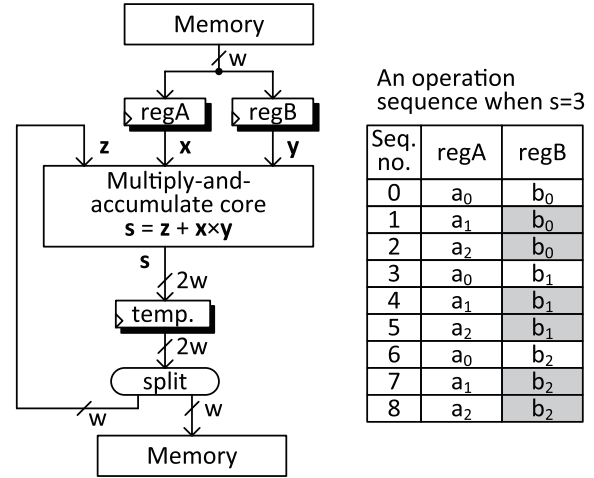 Memory
w
regA
regB
z
x
y
Multiply-and-
accumulate core
s = z + x×y
s
2w
temp.
2w
split
w
w
Memory
An operation
sequence when s=3
Seq. no. regA regB
0 a₀ b₀
1 a₁ b₀
2 a₂ b₀
3 a₀ b₁
4 a₁ b₁
5 a₂ b₁
6 a₀ b₂
7 a₁ b₂
8 a₂ b₂